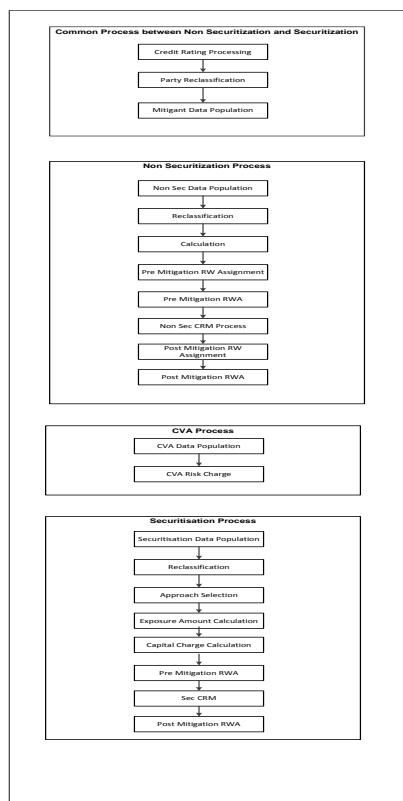 Common Process between Non Securitization and Securitization
Credit Rating Processing
Party Reclassification
Mitigant Data Population
Non Securitization Process
Non Sec Data Population
Reclassification
Calculation
Pre Mitigation RW Assignment
Pre Mitigation RWA
Non Sec CRM Process
Post Mitigation RW
Assignment
Post Mitigation RWA
CVA Process
CVA Data Population
CVA Risk Charge
Securitisation Process
Securitisation Data Population
Reclassification
Approach Selection
Exposure Amount Calculation
Capital Charge Calculation
Pre Mitigation RWA
Sec CRM
Post Mitigation RWA